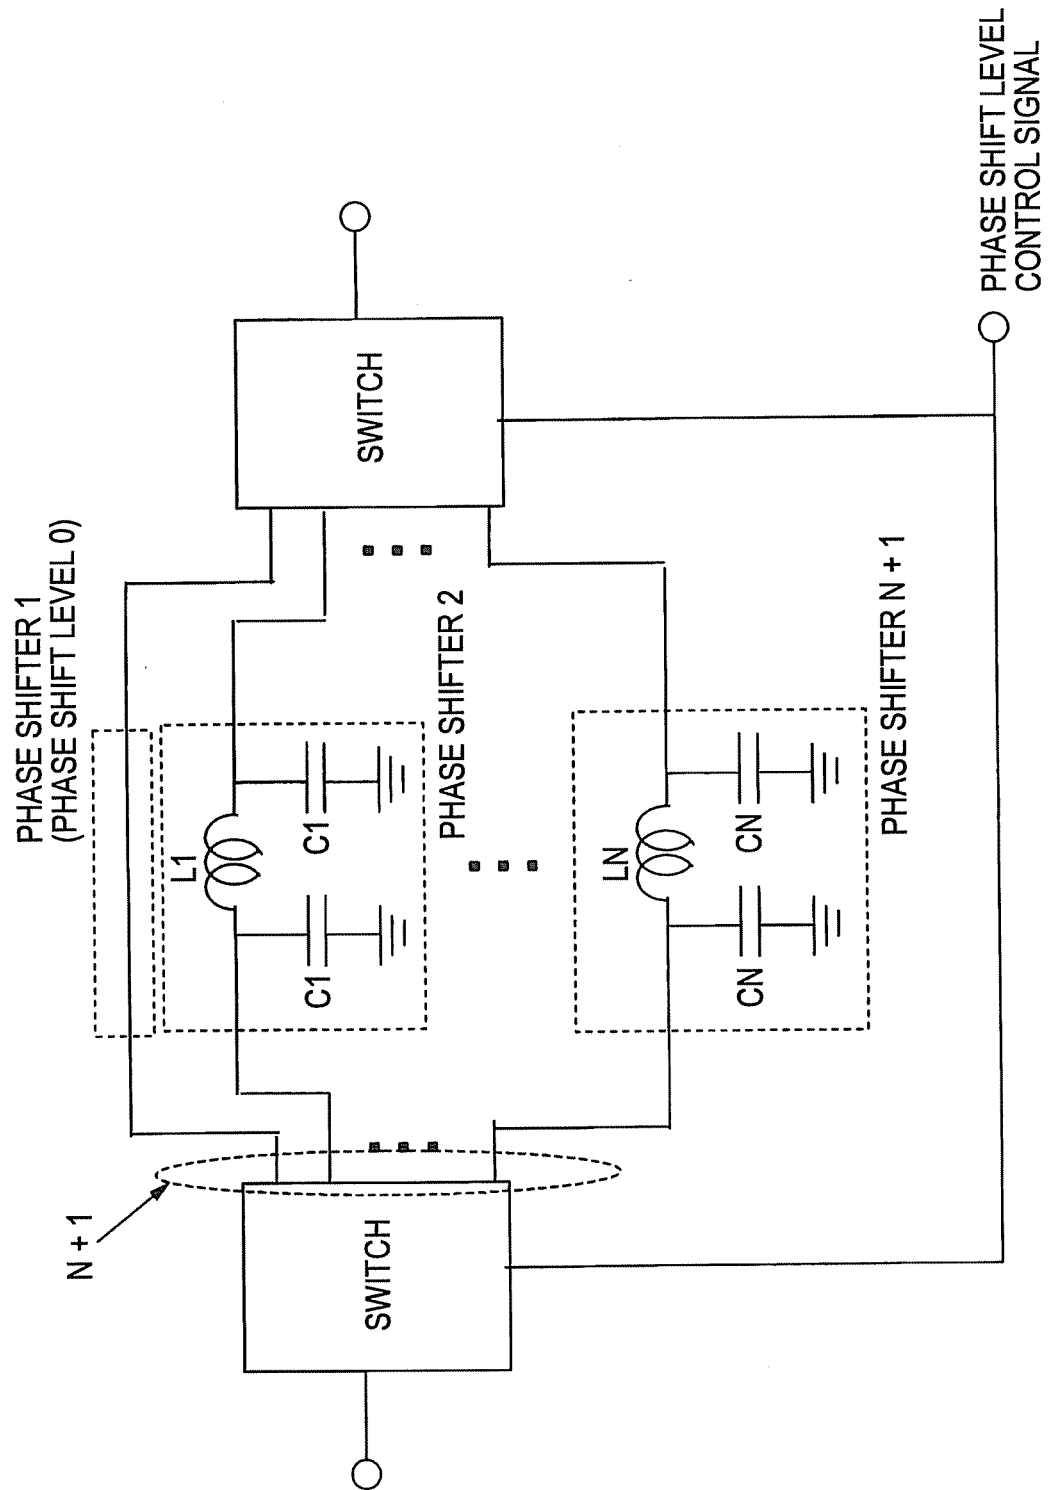 PHASE SHIFTER 1
(PHASE SHIFT LEVEL 0)
N + 1
L1
C1
C1
SWITCH
SWITCH
PHASE SHIFTER 2
LN
CN
CN
PHASE SHIFTER N + 1
PHASE SHIFT LEVEL
CONTROL SIGNAL